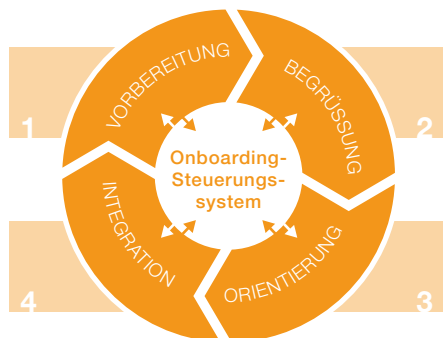 1
VORBEREITUNG
BEGRÜSSUNG
2
Onboarding-
Steuerungs-
system
4
INTEGRATION
ORIENTIERUNG
3